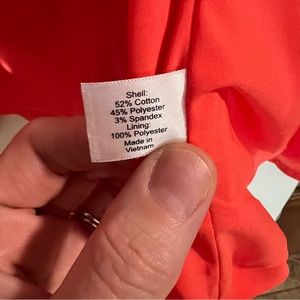 Shell:
52% Cotton
45% Polyester
3% Spandex
Lining:
100% Polyester
Made in
Vietnam